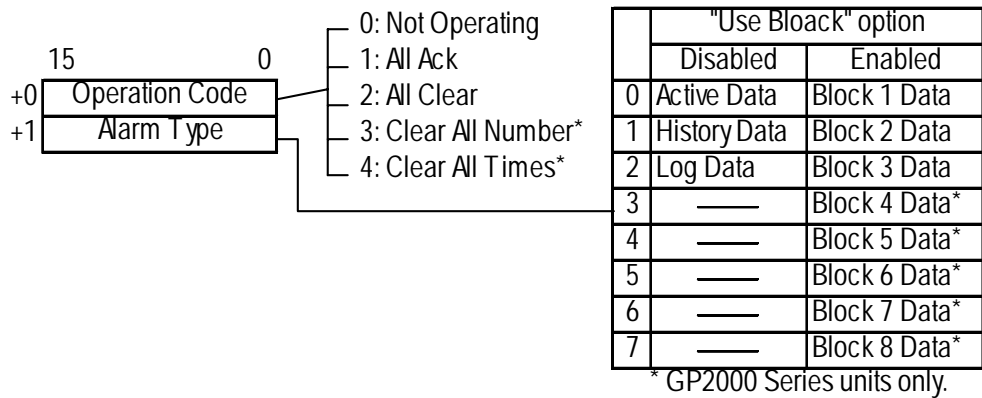 15 0
+0 Operation Code
+1 Alarm Type
0: Not Operating
1: All Ack
2: All Clear
3: Clear All Number*
4: Clear All Times*
"Use Bloack" option
Disabled Enabled
0 Active Data Block 1 Data
1 History Data Block 2 Data
2 Log Data Block 3 Data
3 —— Block 4 Data*
4 —— Block 5 Data*
5 —— Block 6 Data*
6 —— Block 7 Data*
7 —— Block 8 Data*
* GP2000 Series units only.